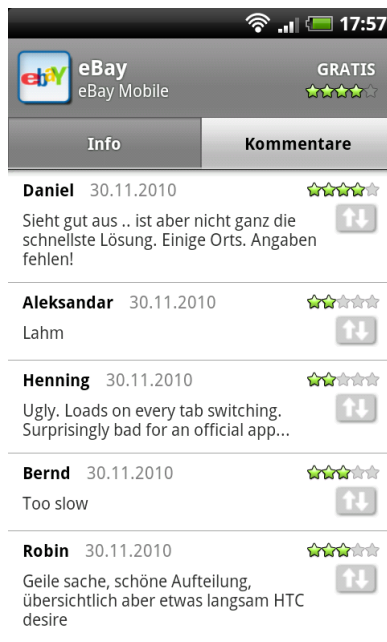 17:57
ebaY
eBay
GRATIS
eBay Mobile
Info
Kommentare
Daniel 30.11.2010
Sieht gut aus .. ist aber nicht ganz die
schnellste Lösung. Einige Orts. Angaben
fehlen!
Aleksandar 30.11.2010
Lahm
Henning 30.11.2010
Ugly. Loads on every tab switching.
Surprisingly bad for an official app...
Bernd 30.11.2010
Too slow
Robin 30.11.2010
Geile sache, schöne Aufteilung,
übersichtlich aber etwas langsam HTC
desire